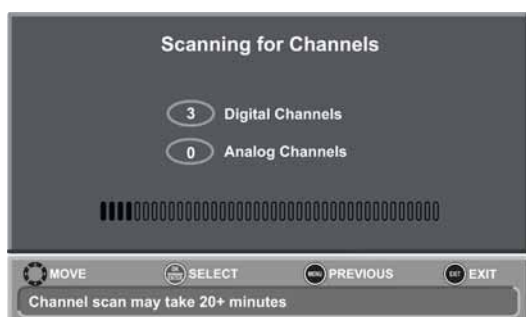 Scanning for Channels
3 Digital Channels
0 Analog Channels
MOVE SELECT MENU PREVIOUS EXIT EXIT
Channel scan may take 20+ minutes